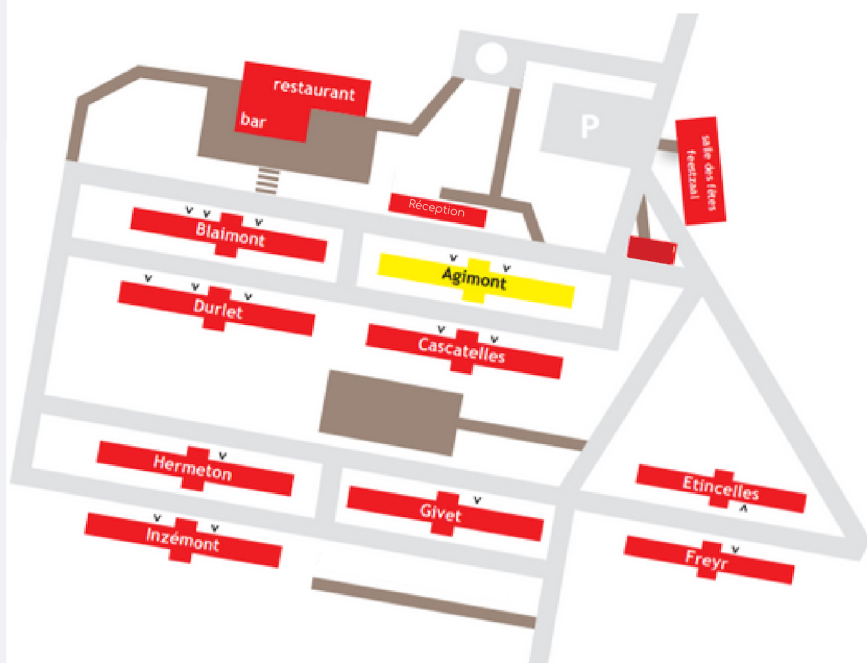 restaurant
bar
P
salle des fêtes
feestzaal
Réception
v v v
Blaimont
v v
Agimont
v v v
Durlet
v v
Cascatelles
v
Hermeton
v
Givet
Etincelles
v
v v
Inzémont
v
Freyr